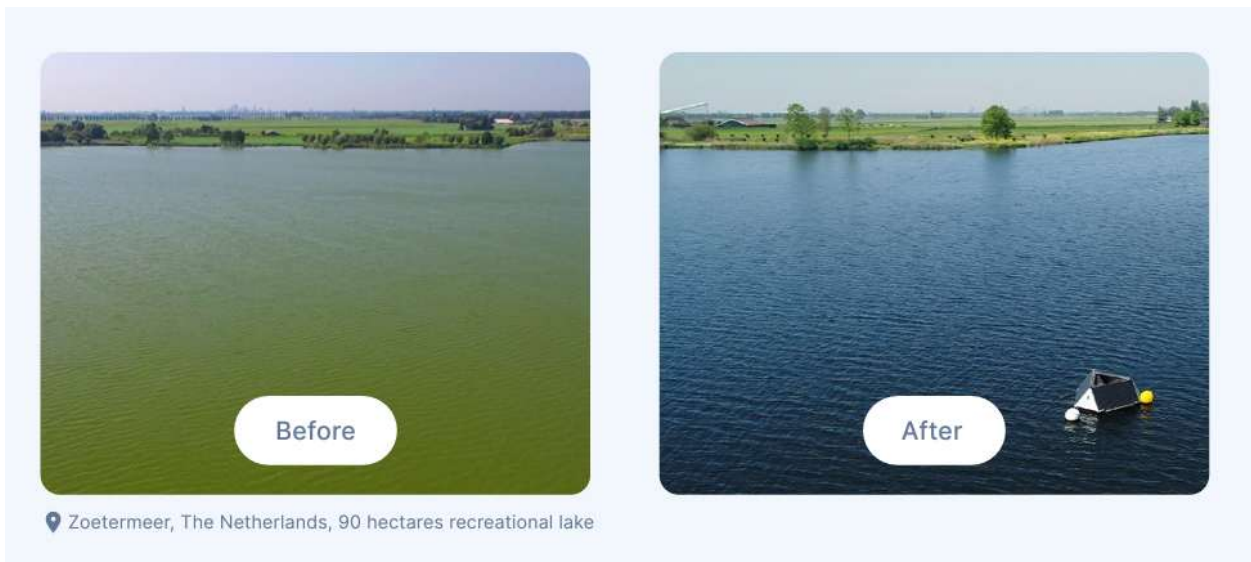 Before
After
Zoetermeer, The Netherlands, 90 hectares recreational lake